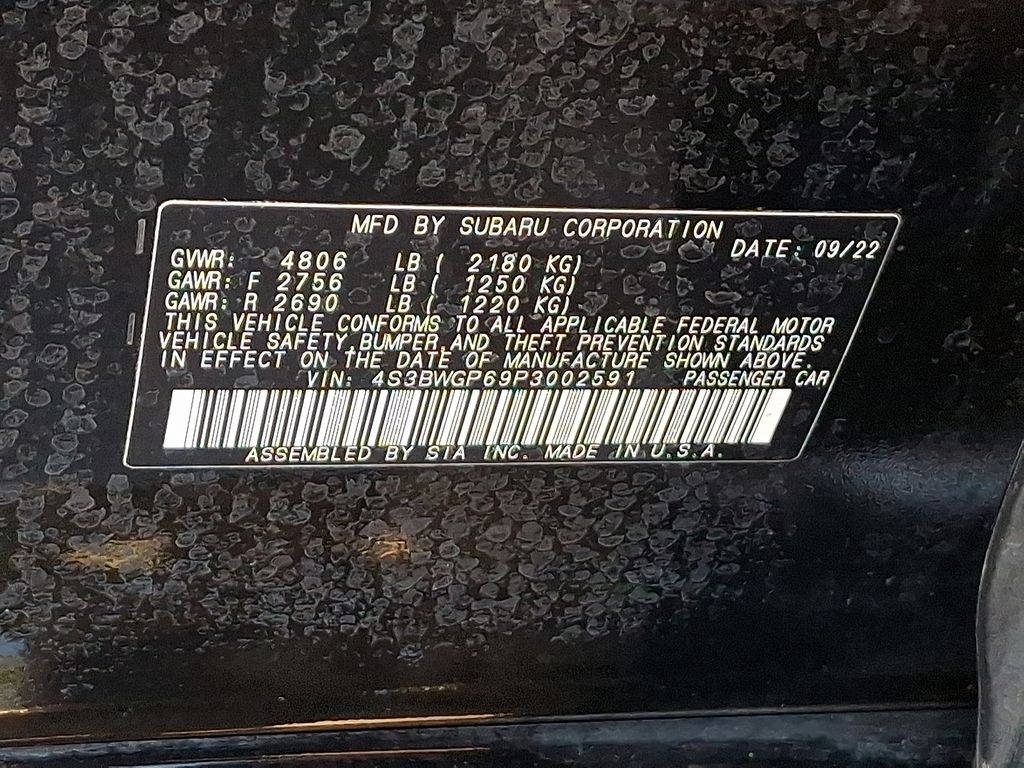 MFD BY SUBARU CORPORATION
DATE: 09/22
GVWR: 4806 LB ( 2180 KG)
GAWR: F 2756 LB ( 1250 KG)
GAWR: R 2690 LB ( 1220 KG)
THIS VEHICLE CONFORMS TO ALL APPLICABLE FEDERAL MOTOR
VEHICLE SAFETY, BUMPER, AND THEFT PREVENTION STANDARDS
IN EFFECT ON THE DATE OF MANUFACTURE SHOWN ABOVE.
VIN: 4S3BWGP69P3002591 PASSENGER CAR
ASSEMBLED BY SIA INC. MADE IN U.S.A.